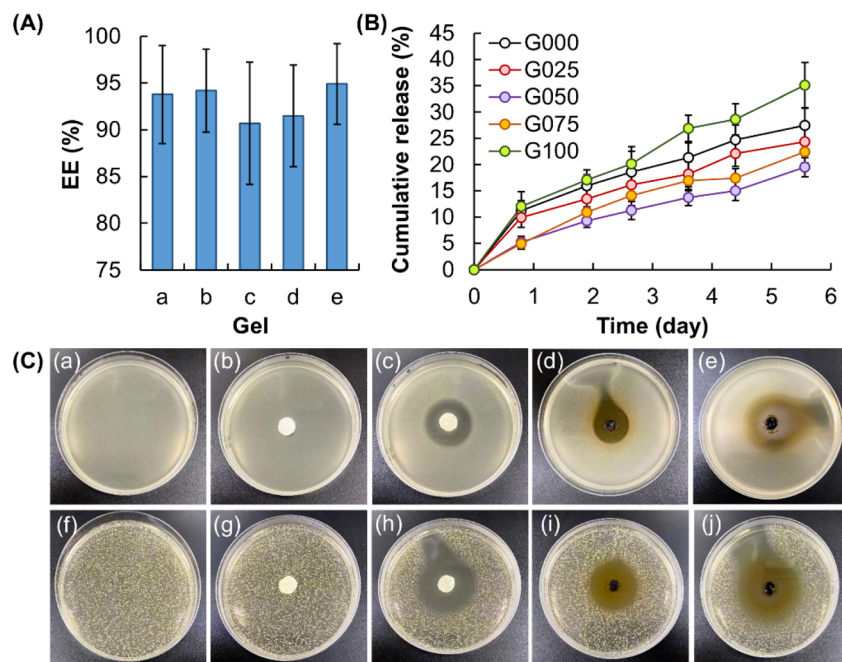 (A)
100
95
90
85
80
75
EE (%)
a b c d e
Gel
(B)
45
40
35
30
25
20
15
10
5
0
Cumulative release (%)
G000
G025
G050
G075
G100
0 1 2 3 4 5 6
Time (day)
(C)
(a) (b) (c) (d) (e)
(f) (g) (h) (i) (j)